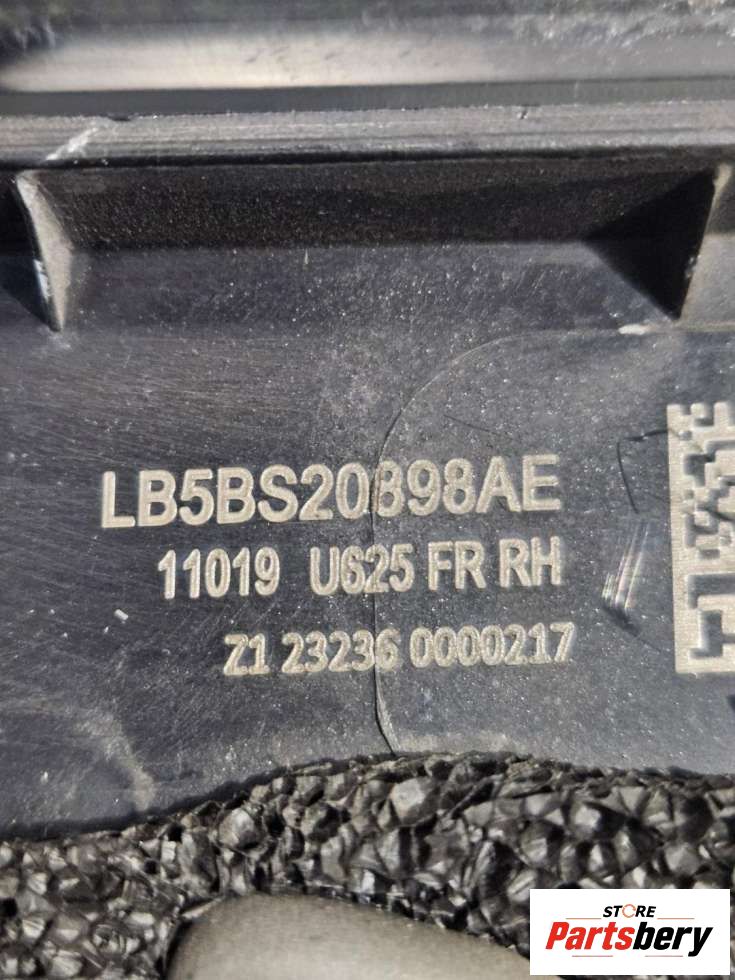 LB5BS20898AE
11019 U625 FR RH
Z1 23236 0000217
STORE
Partsbery